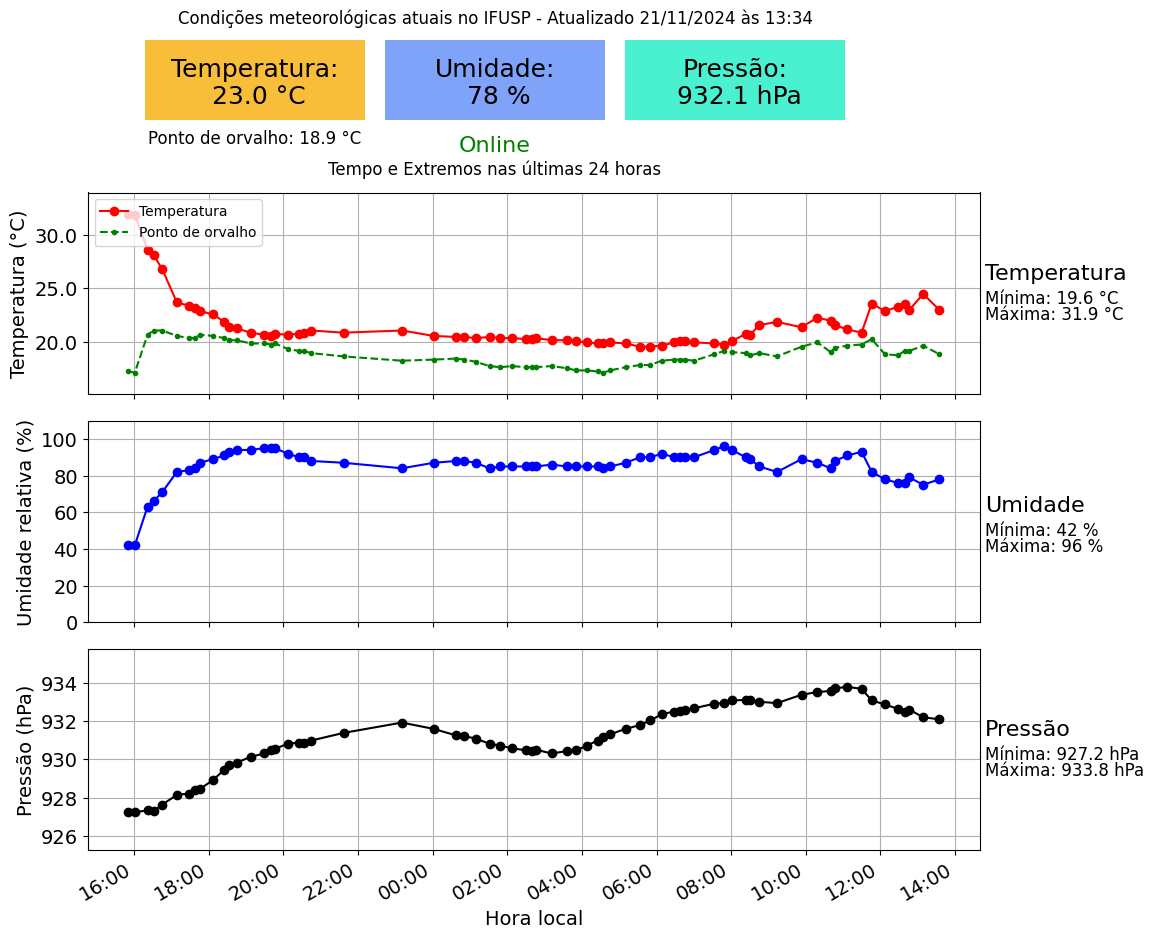 Condições meteorológicas atuais no IFUSP - Atualizado 21/11/2024 às 13:34
Temperatura:
23.0 °C
Umidade:
78 %
Pressão:
932.1 hPa
Ponto de orvalho: 18.9 °C
Online
Tempo e Extremos nas últimas 24 horas
Temperatura (°C)
30.0
25.0
20.0
Temperatura
Ponto de orvalho
Temperatura
Mínima: 19.6 °C
Máxima: 31.9 °C
Umidade relativa (%)
100
80
60
40
20
0
Umidade
Mínima: 42 %
Máxima: 96 %
Pressão (hPa)
934
932
930
928
926
Pressão
Mínima: 927.2 hPa
Máxima: 933.8 hPa
16:00
18:00
20:00
22:00
00:00
02:00
04:00
06:00
08:00
10:00
12:00
14:00
Hora local